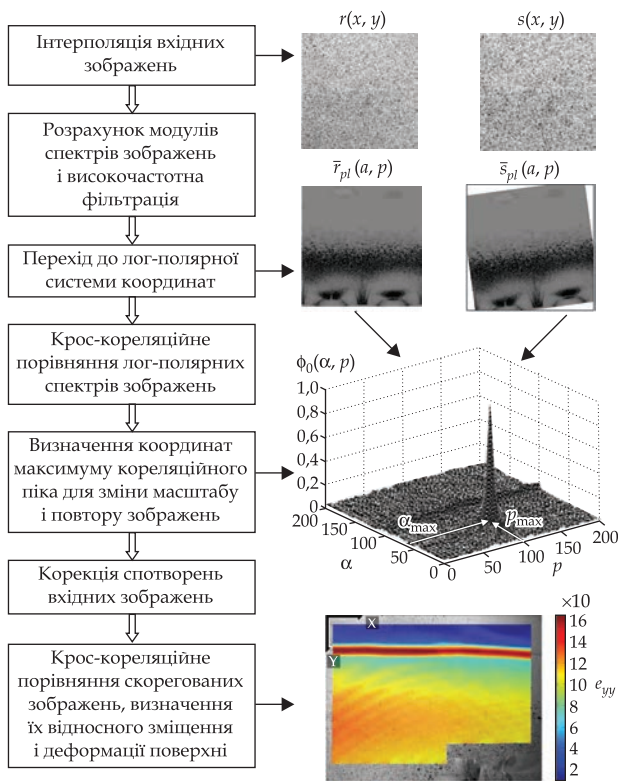 Інтерполяція вхідних
зображень
Розрахунок модулів
спектрів зображень
і високочастотна
фільтрація
Перехід до лог-полярної
системи координат
Крос-кореляційне
порівняння лог-полярних
спектрів зображень
Визначення координат
максимуму кореляційного
піка для зміни масштабу
і повтору зображень
Корекція спотворень
вхідних зображень
Крос-кореляційне
порівняння скорегованих
зображень, визначення
їх відносного зміщення
і деформації поверхні
r(x, y)
s(x, y)
r̅pl (a, p)
s̅pl (a, p)
ϕ0(α, p)
1,0
0,8
0,6
0,4
0,2
0
200
150
100
50
0
α
0
50
100
150
200
p
αmax
pmax
X
Y
×10
16
14
12
10
8
6
4
2
eyy